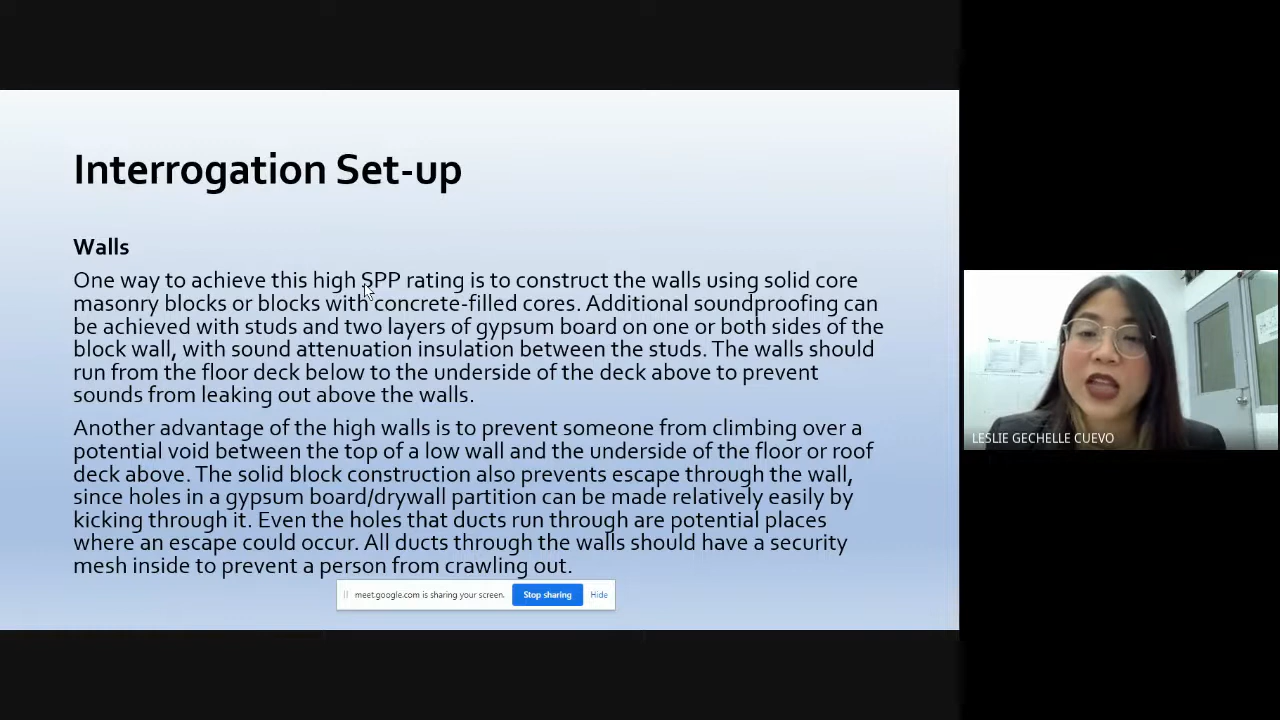 Interrogation Set-up
Walls
One way to achieve this high SPP rating is to construct the walls using solid core
masonry blocks or blocks with concrete-filled cores. Additional soundproofing can
be achieved with studs and two layers of gypsum board on one or both sides of the
block wall, with sound attenuation insulation between the studs. The walls should
run from the floor deck below to the underside of the deck above to prevent
sounds from leaking out above the walls.
Another advantage of the high walls is to prevent someone from climbing over a
potential void between the top of a low wall and the underside of the floor or roof
deck above. The solid block construction also prevents escape through the wall,
since holes in a gypsum board/drywall partition can be made relatively easily by
kicking through it. Even the holes that ducts run through are potential places
where an escape could occur. All ducts through the walls should have a security
mesh inside to prevent a person from crawling out.
meet.google.com is sharing your screen.
Stop sharing
Hide
LESLIE GECHELLE CUEVO